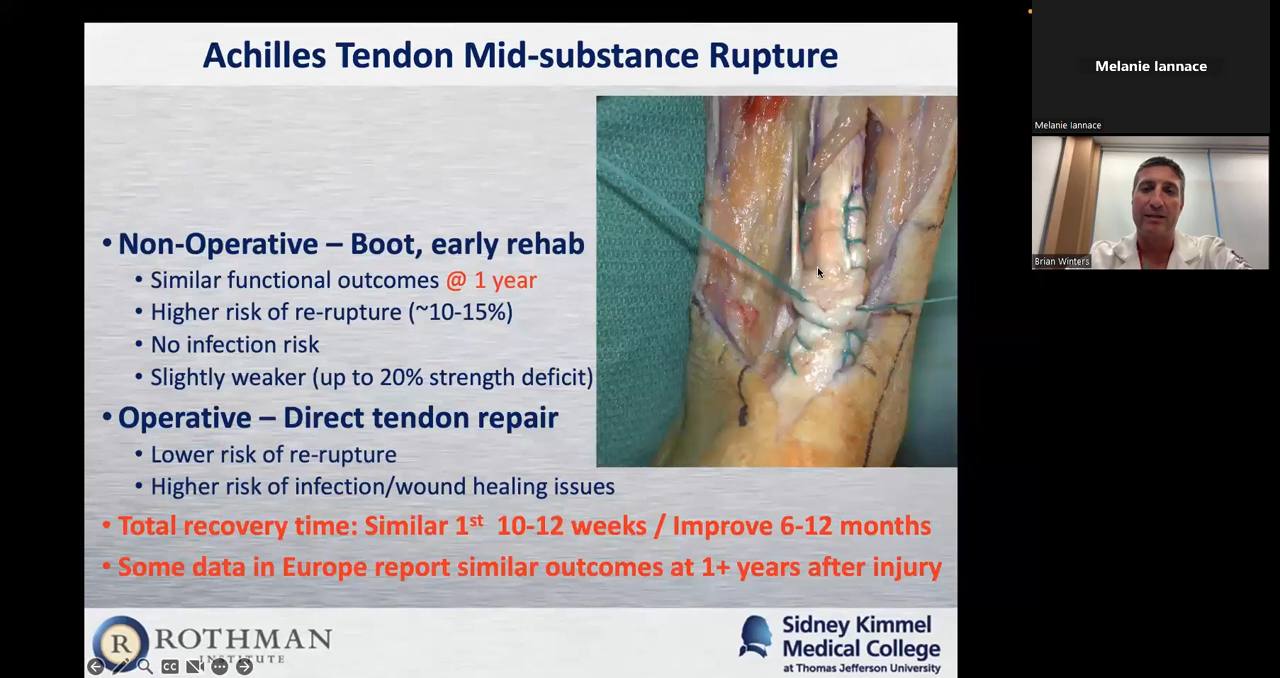 Achilles Tendon Mid-substance Rupture
• Non-Operative – Boot, early rehab
• Similar functional outcomes @ 1 year
• Higher risk of re-rupture (~10-15%)
• No infection risk
• Slightly weaker (up to 20% strength deficit)
• Operative – Direct tendon repair
• Lower risk of re-rupture
• Higher risk of infection/wound healing issues
• Total recovery time: Similar 1st 10-12 weeks / Improve 6-12 months
• Some data in Europe report similar outcomes at 1+ years after injury
R ROTHMAN
INSTITUTE
CC
Sidney Kimmel
Medical College
at Thomas Jefferson University
Melanie Iannace
Melanie Iannace
Brian Winters